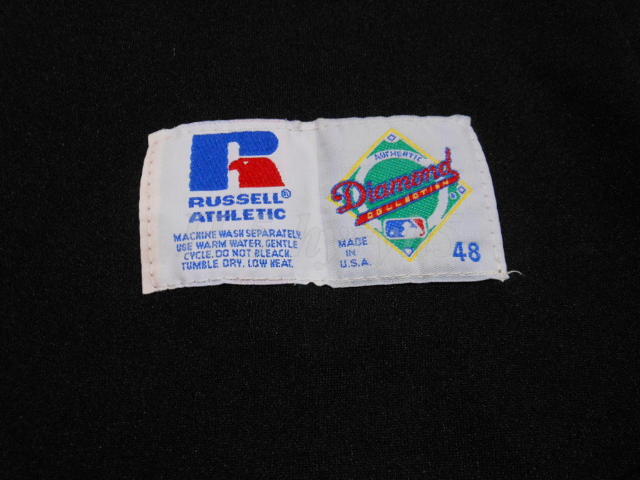 RUSSELL®
ATHLETIC
MACHINE WASH SEPARATELY.
USE WARM WATER. GENTLE
CYCLE. DO NOT BLEACH.
TUMBLE DRY. LOW HEAT.
AUTHENTIC
Diamond
COLLECTION
MADE
IN
U.S.A.
48